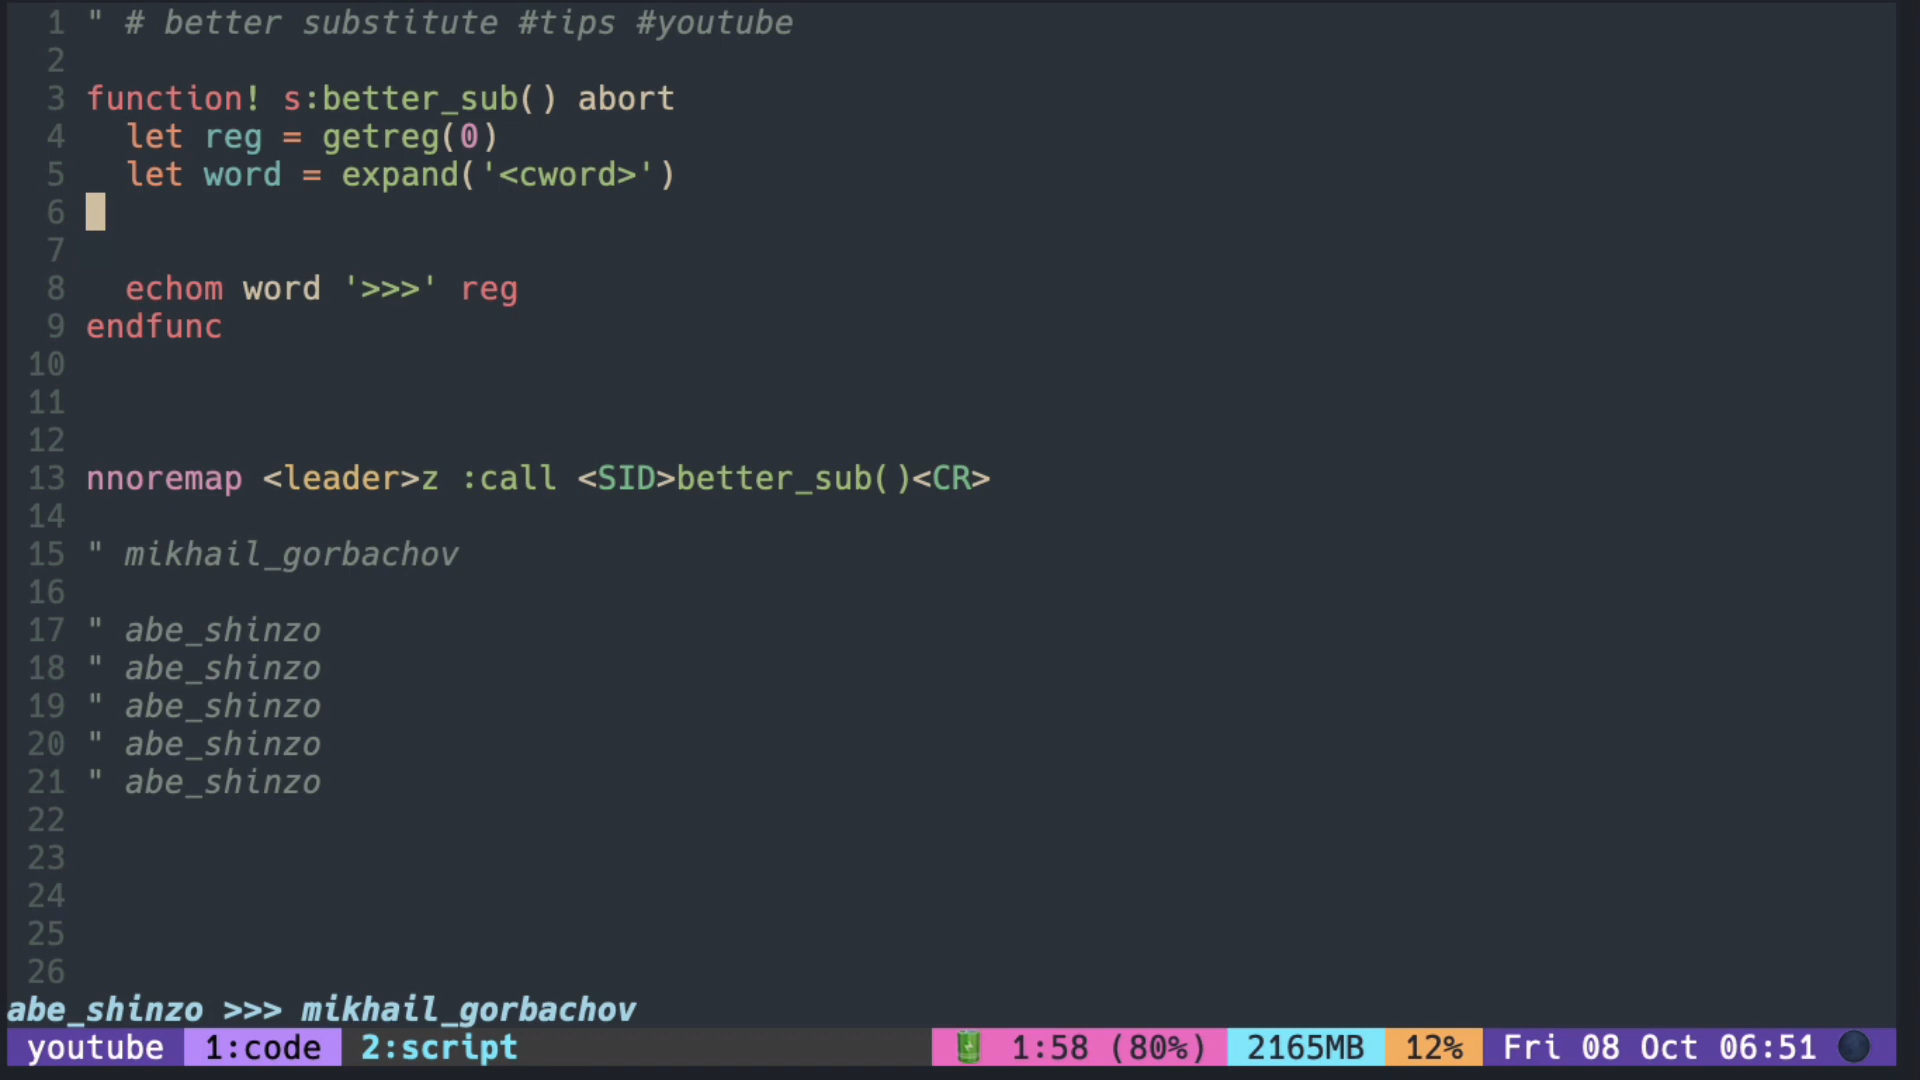 1 " # better substitute #tips #youtube
2
3 function! s:better_sub() abort
4   let reg = getreg(0)
5   let word = expand('<cword>')
6
7
8   echom word '>>>' reg
9 endfunc
10
11
12
13 nnoremap <leader>z :call <SID>better_sub()<CR>
14
15 " mikhail_gorbachov
16
17 " abe_shinzo
18 " abe_shinzo
19 " abe_shinzo
20 " abe_shinzo
21 " abe_shinzo
22
23
24
25
26
abe_shinzo >>> mikhail_gorbachov
youtube 1:code 2:script 1:58 (80%) 2165MB 12% Fri 08 Oct 06:51